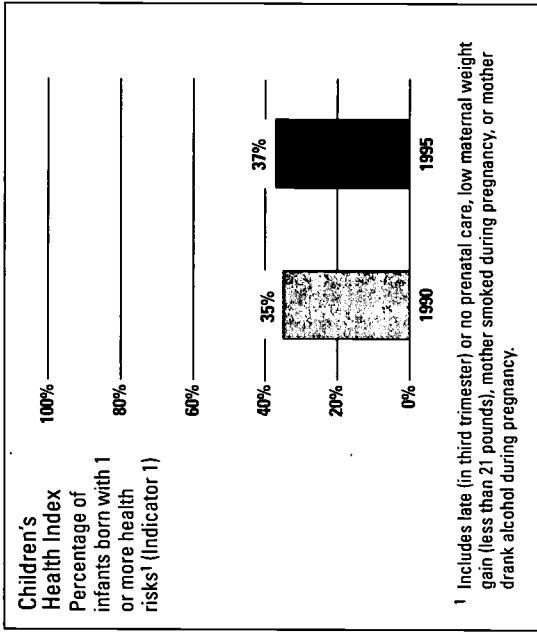 Children's
Health Index
Percentage of
infants born with 1
or more health
risks¹ (Indicator 1)
100%
80%
60%
40%
20%
0%
35%
37%
1990
1995
¹ Includes late (in third trimester) or no prenatal care, low maternal weight
gain (less than 21 pounds), mother smoked during pregnancy, or mother
drank alcohol during pregnancy.